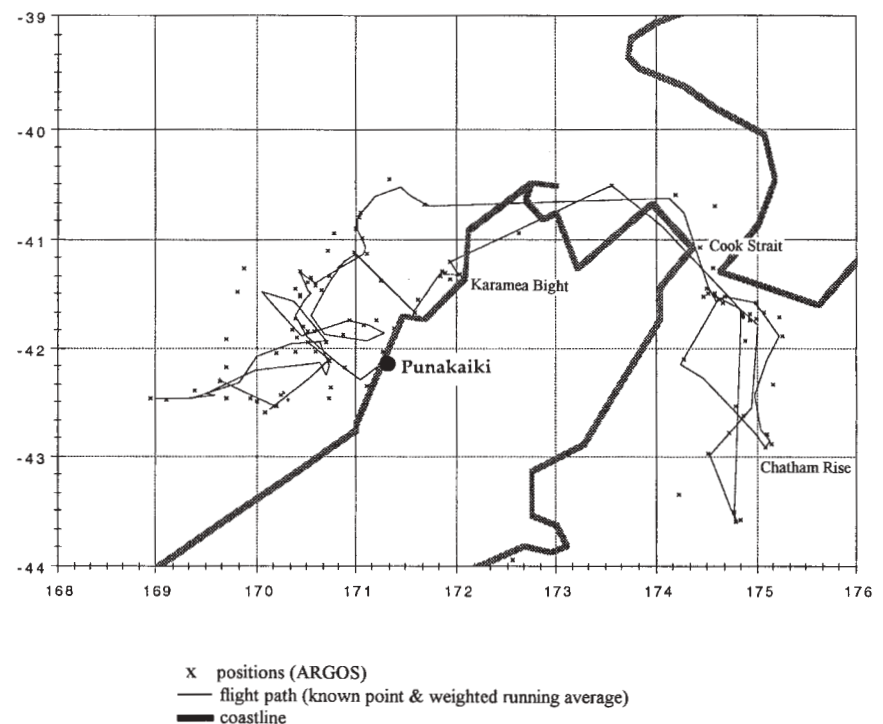 -39
-40
-41
-42
-43
-44
Cook Strait
Karamea Bight
Punakaiki
Chatham Rise
168 169 170 171 172 173 174 175 176
x positions (ARGOS)
flight path (known point & weighted running average)
coastline